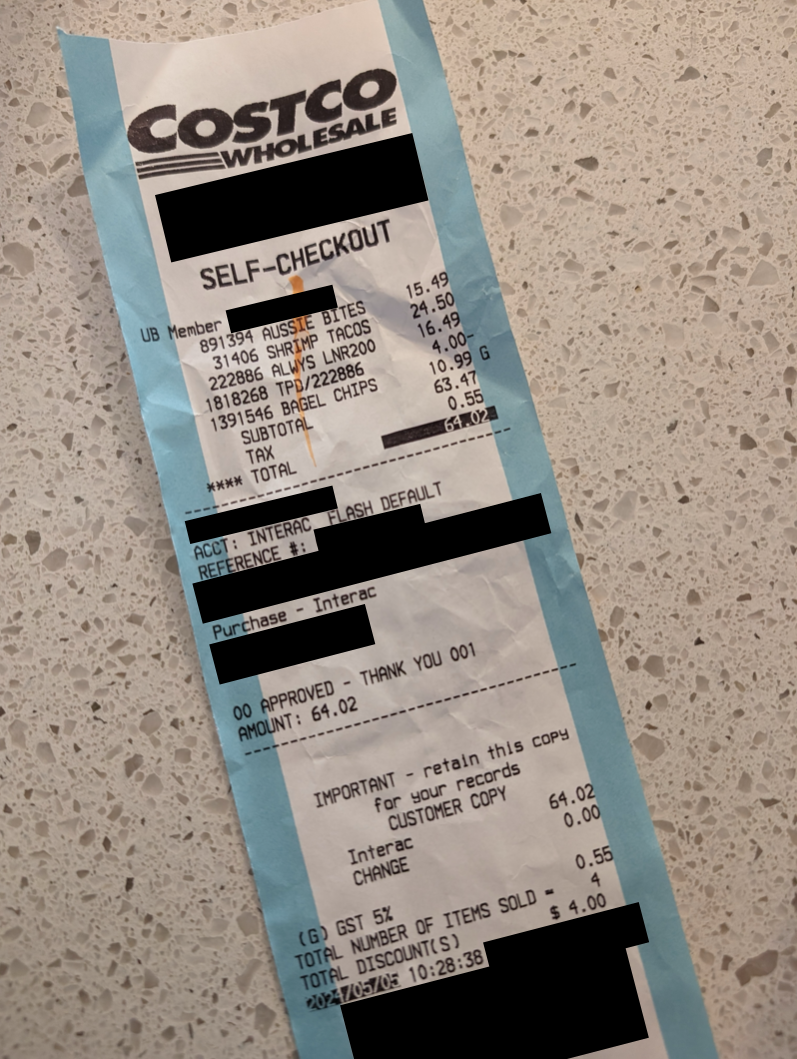 COSTCO
WHOLESALE
SELF-CHECKOUT
UB Member
891394 AUSSIE BITES 15.49
31406 SHRIMP TACOS 24.50
222886 ALWYS LNR200 16.49
1818268 TPD/222886 4.00-
1391546 BAGEL CHIPS 10.99 G
SUBTOTAL 63.47
TAX 0.55
**** TOTAL 64.02
ACCT: INTERAC FLASH DEFAULT
REFERENCE #:
Purchase - Interac
00 APPROVED - THANK YOU 001
AMOUNT: 64.02
IMPORTANT - retain this copy
for your records
CUSTOMER COPY
Interac 64.02
CHANGE 0.00
(G) GST 5% 0.55
TOTAL NUMBER OF ITEMS SOLD = 4
TOTAL DISCOUNT(S) $ 4.00
2024/05/05 10:28:38